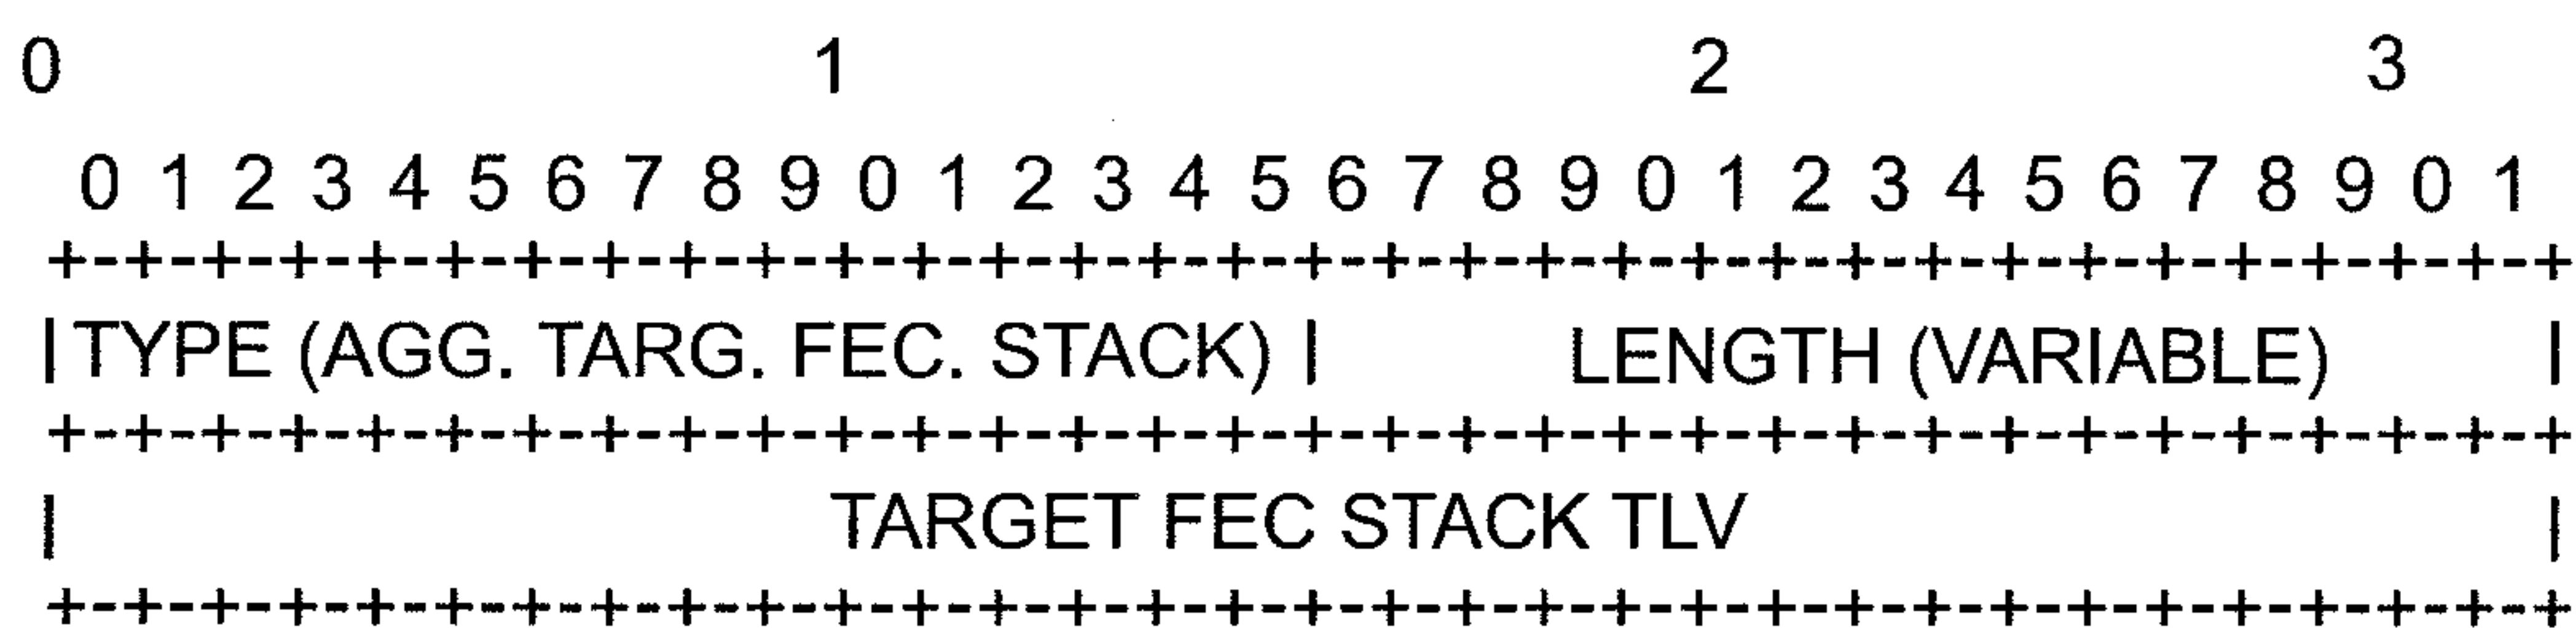 0 1 2 3
0 1 2 3 4 5 6 7 8 9 0 1 2 3 4 5 6 7 8 9 0 1 2 3 4 5 6 7 8 9 0 1
+-+-+-+-+-+-+-+-+-+-+-+-+-+-+-+-+-+-+-+-+-+-+-+-+-+-+-+-+-+-+-+-+
|TYPE (AGG. TARG. FEC. STACK) | LENGTH (VARIABLE) |
+-+-+-+-+-+-+-+-+-+-+-+-+-+-+-+-+-+-+-+-+-+-+-+-+-+-+-+-+-+-+-+-+
| TARGET FEC STACK TLV |
+-+-+-+-+-+-+-+-+-+-+-+-+-+-+-+-+-+-+-+-+-+-+-+-+-+-+-+-+-+-+-+-+